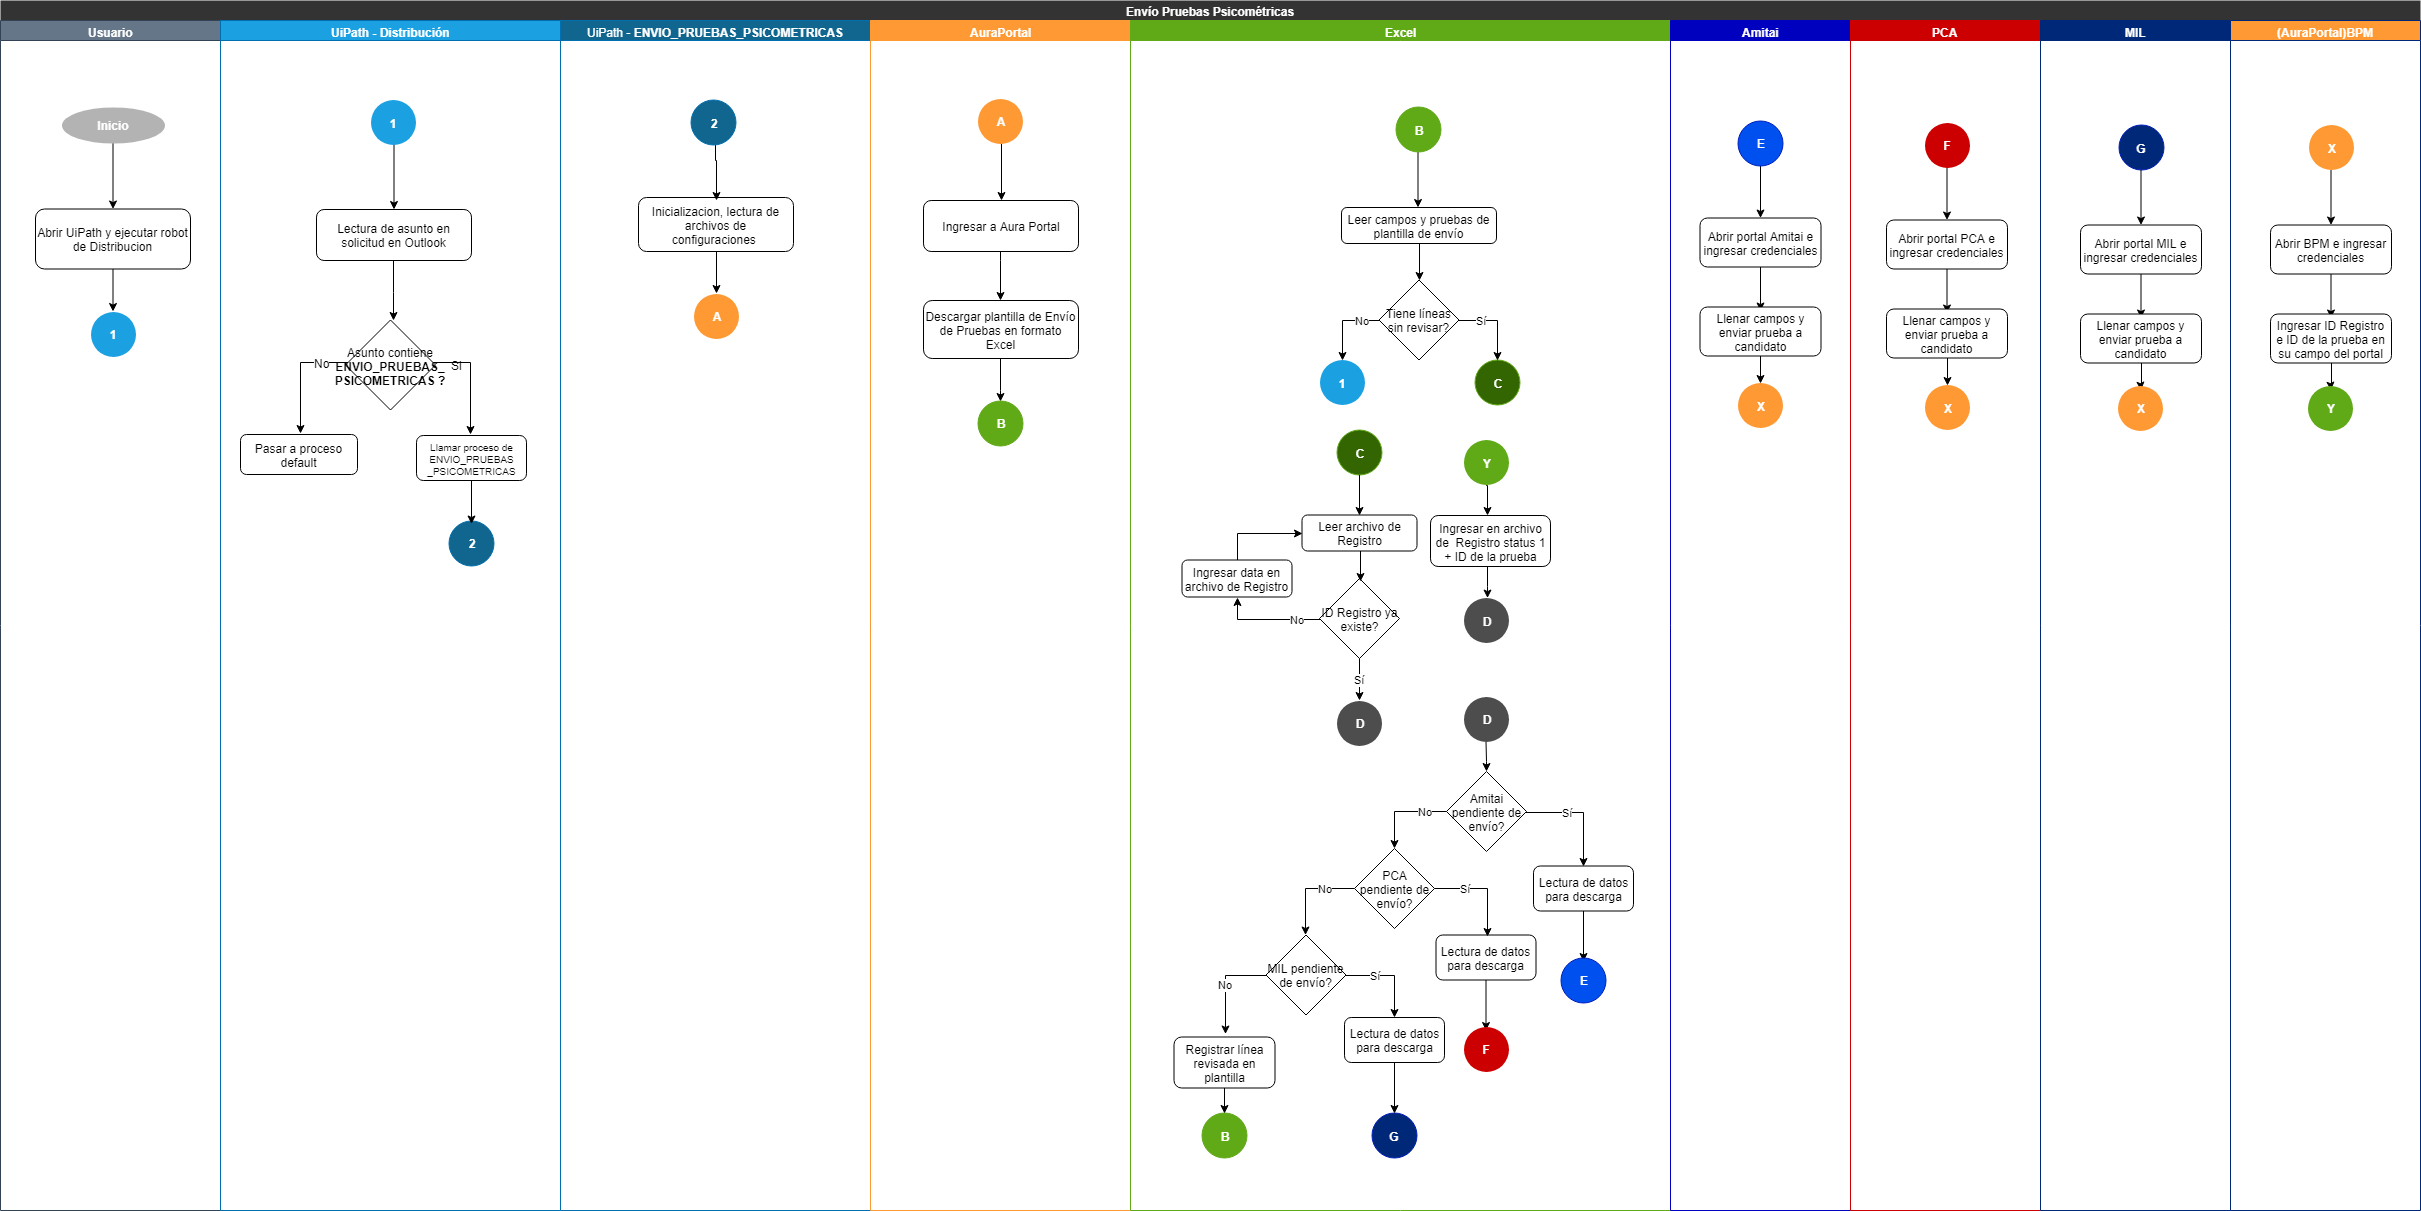 Envío Pruebas Psicométricas
Usuario
UiPath - Distribución
UiPath - ENVIO_PRUEBAS_PSICOMETRICAS
AuraPortal
Excel
Amitai
PCA
MIL
(AuraPortal)BPM
Inicio
Abrir UiPath y ejecutar robot
de Distribucion
1
1
Lectura de asunto en
solicitud en Outlook
Asunto contiene
ENVIO_PRUEBAS_
PSICOMETRICAS ?
No
Si
Pasar a proceso
default
Llamar proceso de
ENVIO_PRUEBAS
_PSICOMETRICAS
2
2
Inicializacion, lectura de
archivos de
configuraciones
A
A
Ingresar a Aura Portal
Descargar plantilla de Envío
de Pruebas en formato
Excel
B
B
Leer campos y pruebas de
plantilla de envío
Tiene líneas
sin revisar?
No
Sí
1
C
C
Leer archivo de
Registro
Ingresar data en
archivo de Registro
ID Registro ya
existe?
No
Sí
D
Y
Ingresar en archivo
de Registro status 1
+ ID de la prueba
D
D
Amitai
pendiente de
envío?
No
Sí
Lectura de datos
para descarga
E
PCA
pendiente de
envío?
No
Sí
Lectura de datos
para descarga
F
MIL pendiente
de envío?
No
Sí
Lectura de datos
para descarga
G
Registrar línea
revisada en
plantilla
B
E
Abrir portal Amitai e
ingresar credenciales
Llenar campos y
enviar prueba a
candidato
X
F
Abrir portal PCA e
ingresar credenciales
Llenar campos y
enviar prueba a
candidato
X
G
Abrir portal MIL e
ingresar credenciales
Llenar campos y
enviar prueba a
candidato
X
X
Abrir BPM e ingresar
credenciales
Ingresar ID Registro
e ID de la prueba en
su campo del portal
Y